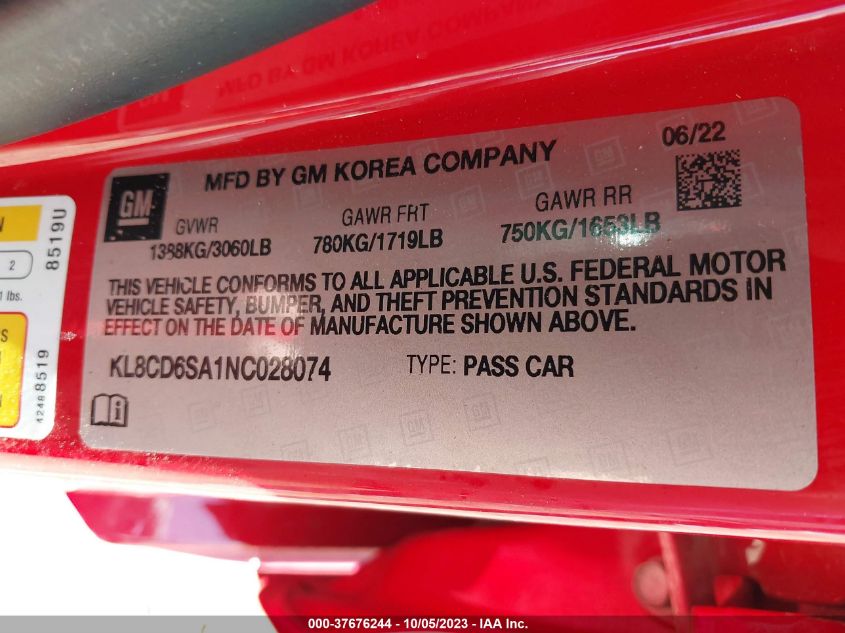 MFD BY GM KOREA COMPANY
06/22
GM
GVWR GAWR FRT GAWR RR
1388KG/3060LB 780KG/1719LB 750KG/1653LB
THIS VEHICLE CONFORMS TO ALL APPLICABLE U.S. FEDERAL MOTOR
VEHICLE SAFETY, BUMPER, AND THEFT PREVENTION STANDARDS IN
EFFECT ON THE DATE OF MANUFACTURE SHOWN ABOVE.
KL8CD6SA1NC028074 TYPE: PASS CAR
8519U
2
lbs.
42488519
000-37676244 - 10/05/2023 - IAA Inc.